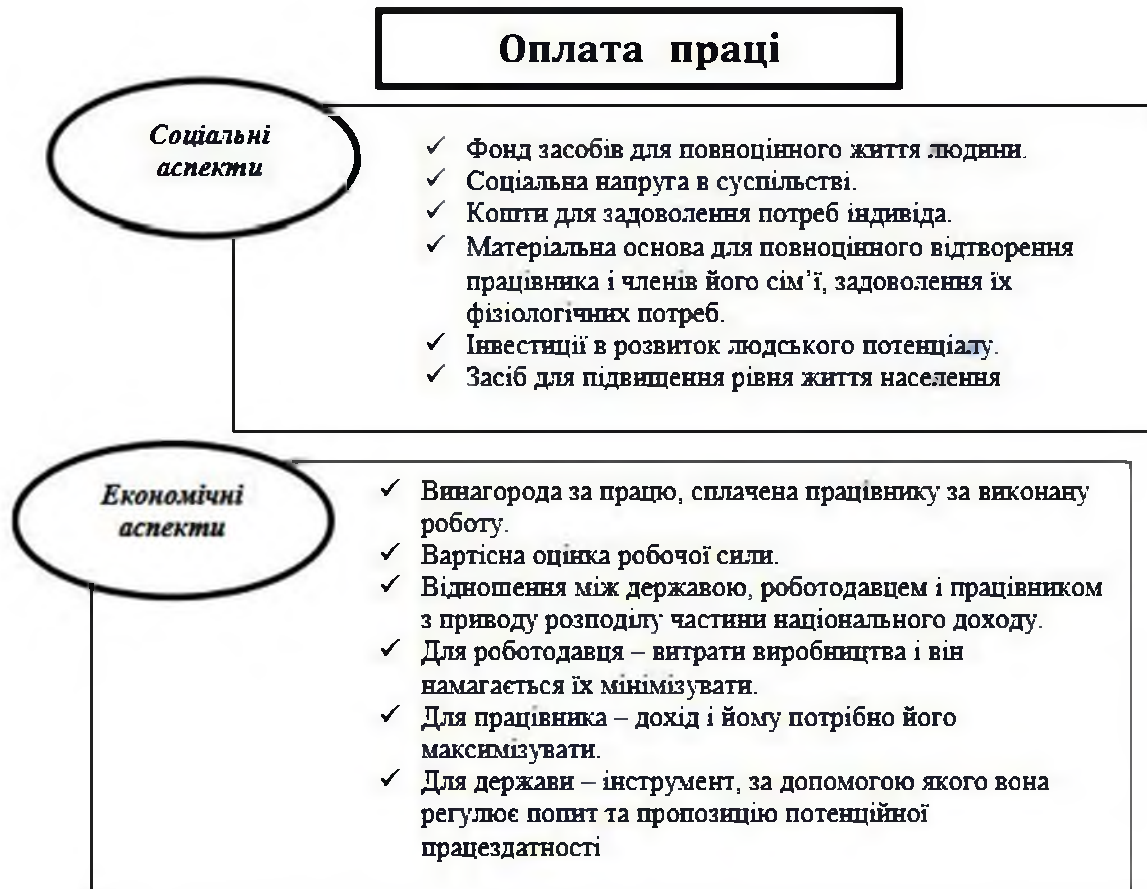 Оплата праці
Соціальні
аспекти
✓ Фонд засобів для повноцінного життя людини.
✓ Соціальна напруга в суспільстві.
✓ Кошти для задоволення потреб індивіда.
✓ Матеріальна основа для повноцінного відтворення
працівника і членів його сім’ї, задоволення їх
фізіологічних потреб.
✓ Інвестиції в розвиток людського потенціалу.
✓ Засіб для підвищення рівня життя населення
Економічні
аспекти
✓ Винагорода за працю, сплачена працівнику за виконану
роботу.
✓ Вартісна оцінка робочої сили.
✓ Відношення між державою, роботодавцем і працівником
з приводу розподілу частини національного доходу.
✓ Для роботодавця – витрати виробництва і він
намагається їх мінімізувати.
✓ Для працівника – дохід і йому потрібно його
максимізувати.
✓ Для держави – інструмент, за допомогою якого вона
регулює попит та пропозицію потенційної
працездатності